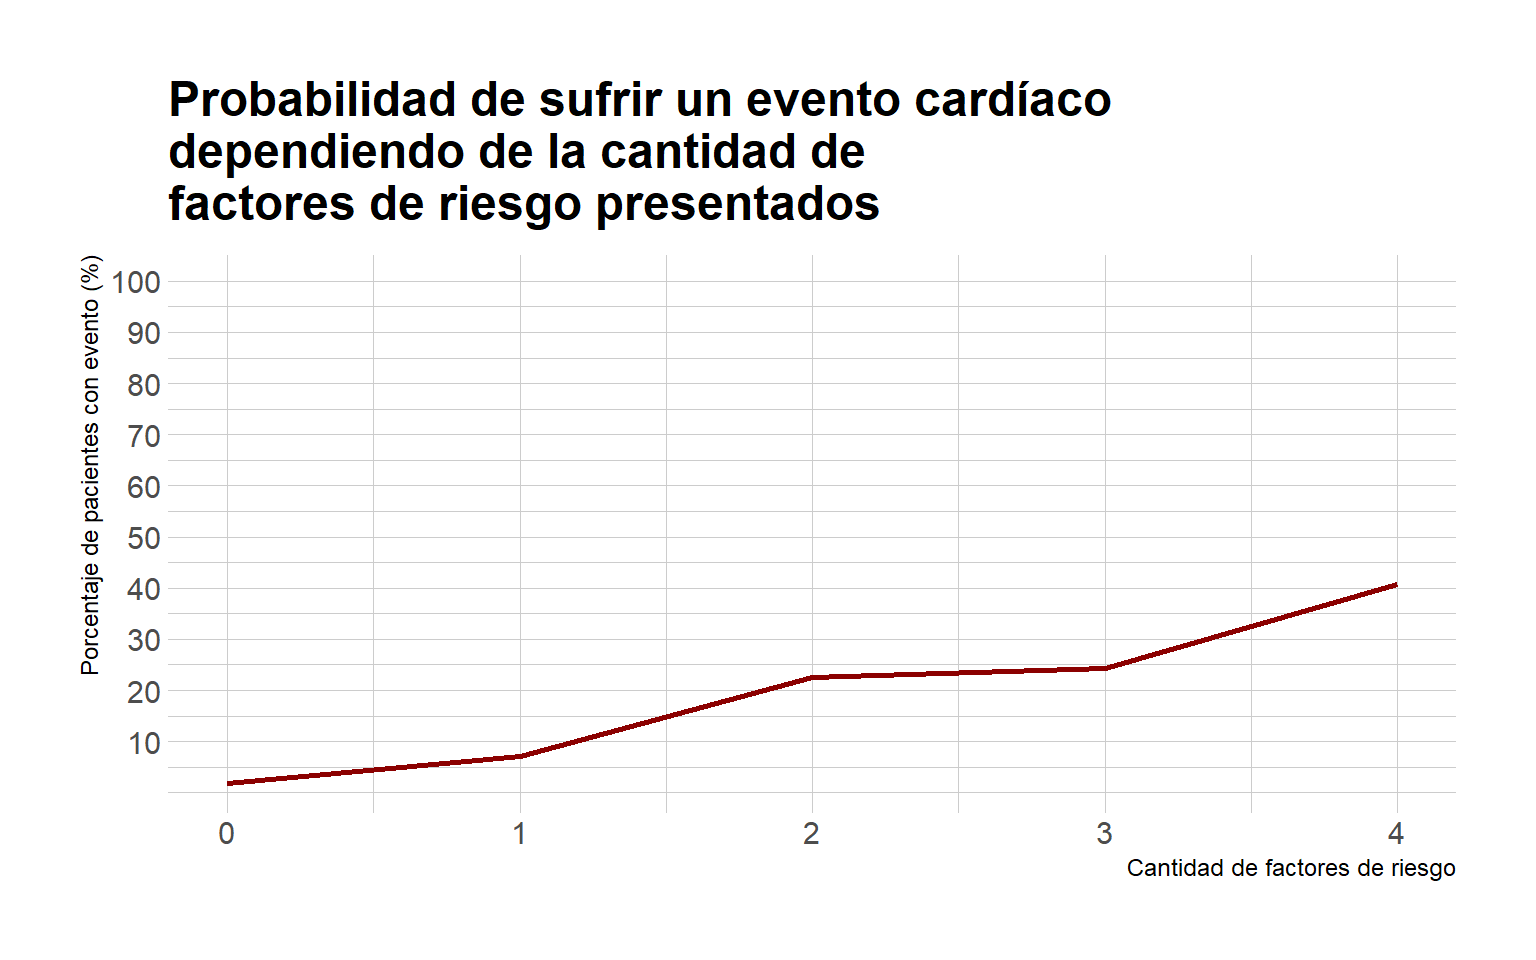 Probabilidad de sufrir un evento cardíaco
dependiendo de la cantidad de
factores de riesgo presentados
Porcentaje de pacientes con evento (%)
100
90
80
70
60
50
40
30
20
10
0 1 2 3 4
Cantidad de factores de riesgo